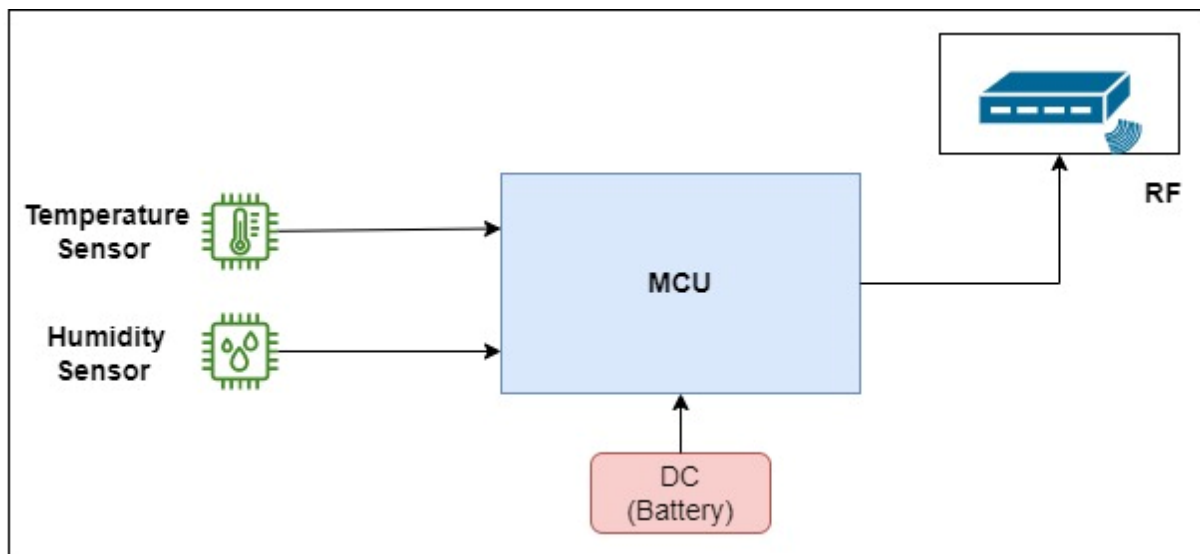 RF
Temperature
Sensor
MCU
Humidity
Sensor
DC
(Battery)